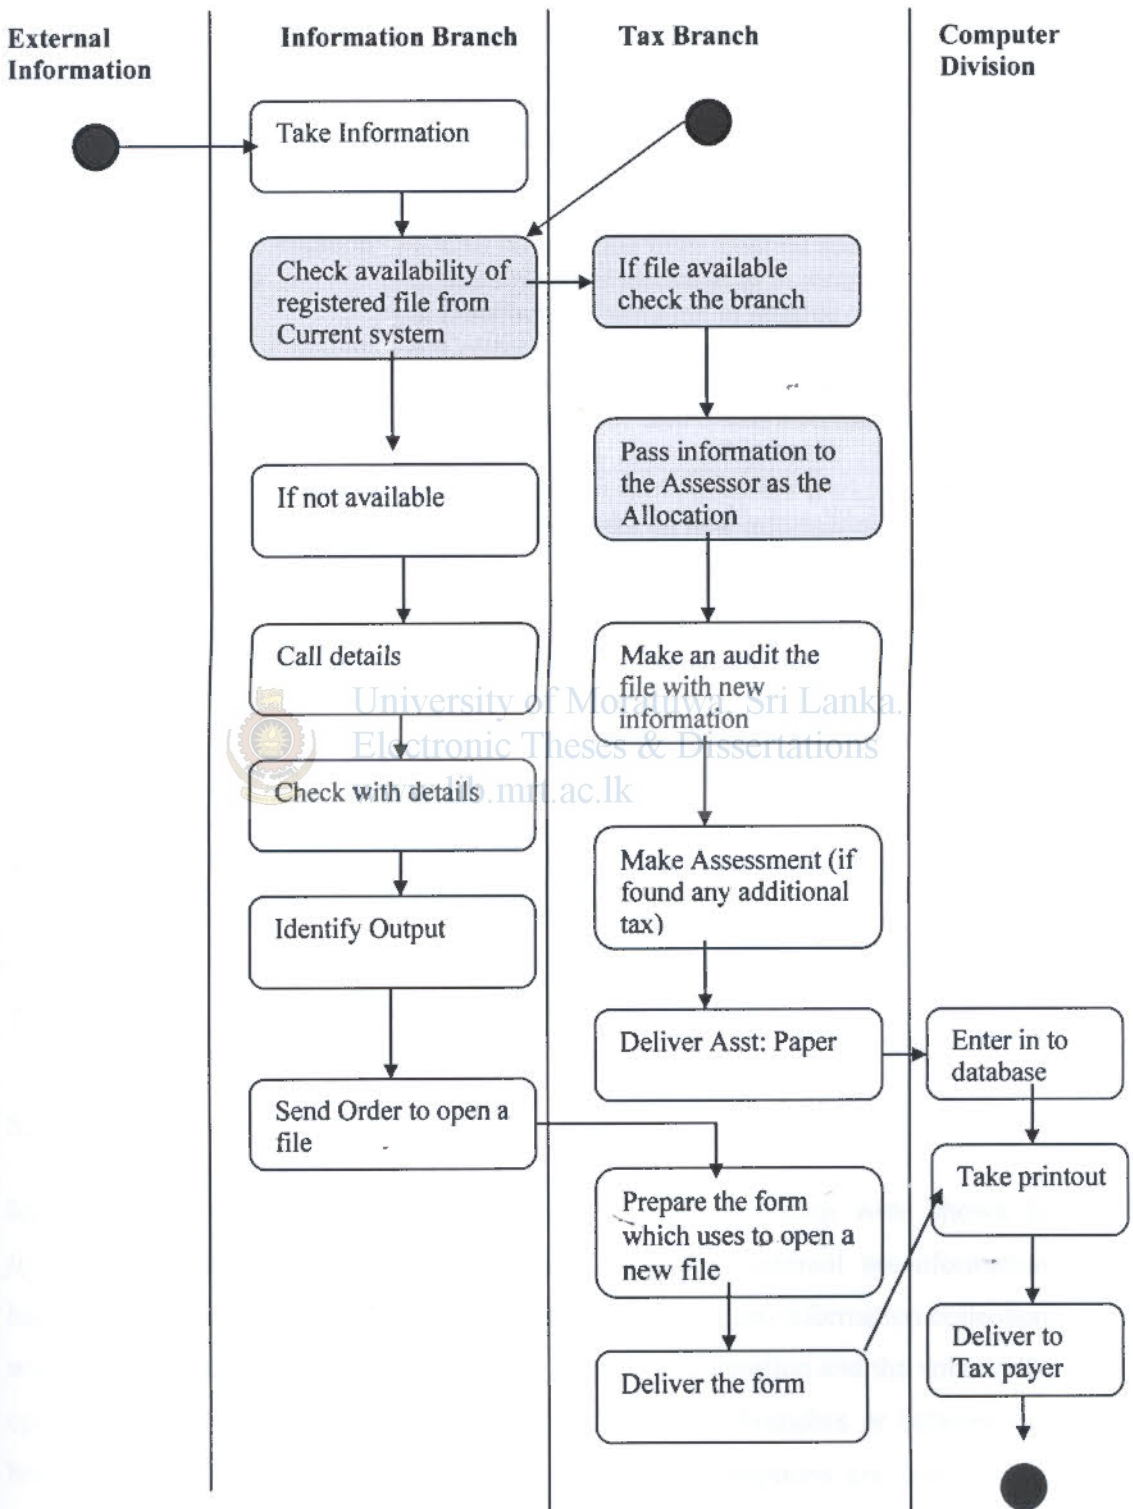 External
Information
Information Branch
Tax Branch
Computer
Division
Take Information
Check availability of
registered file from
Current system
If file available
check the branch
Pass information to
the Assessor as the
Allocation
If not available
Call details
Make an audit the
file with new
information
University of Moratuwa, Sri Lanka.
Electronic Theses & Dissertations
www.lib.mrt.ac.lk
Check with details
Make Assessment (if
found any additional
tax)
Identify Output
Deliver Asst: Paper
Enter in to
database
Send Order to open a
file
Take printout
Prepare the form
which uses to open a
new file
Deliver to
Tax payer
Deliver the form